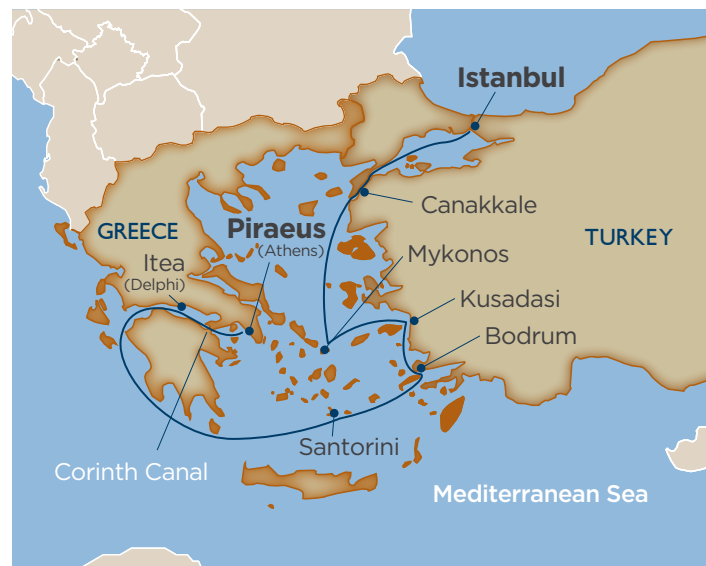 Istanbul
Canakkale
GREECE
Piraeus
(Athens)
TURKEY
Mykonos
Itea
(Delphi)
Kusadasi
Bodrum
Santorini
Corinth Canal
Mediterranean Sea